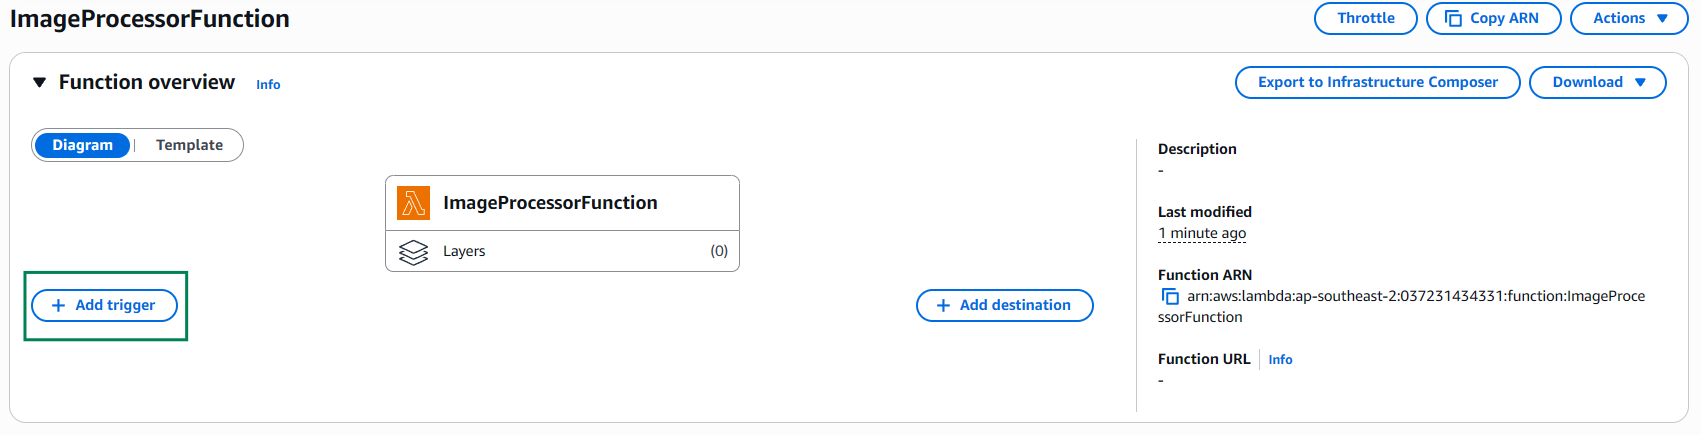 ImageProcessorFunction
Throttle
Copy ARN
Actions
Function overview
Info
Export to Infrastructure Composer
Download
Diagram
Template
ImageProcessorFunction
Layers
(0)
Add trigger
Add destination
Description
-
Last modified
1 minute ago
Function ARN
arn:aws:lambda:ap-southeast-2:037231434331:function:ImageProce
ssorFunction
Function URL
Info
-